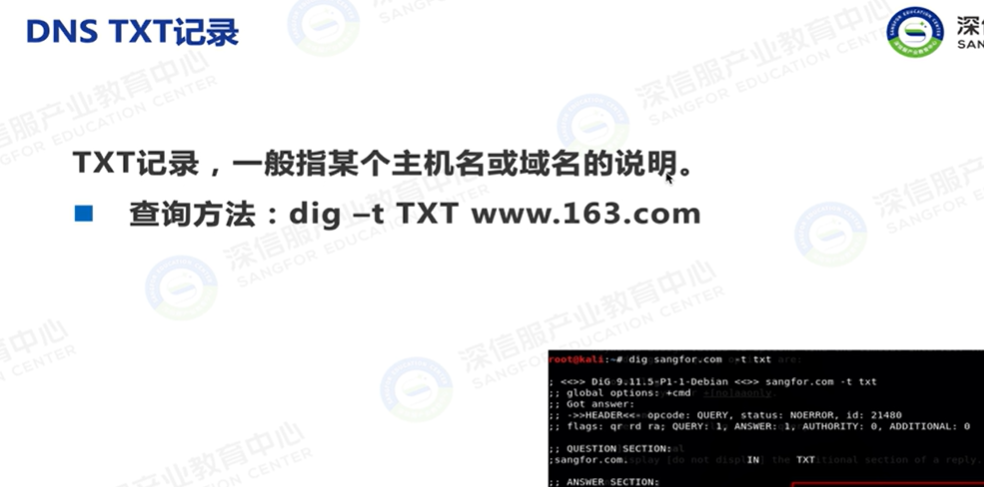 DNS TXT记录
深
SANG
TXT记录，一般指某个主机名或域名的说明。
■ 查询方法：dig –t TXT www.163.com
深信服产业教育中心
SANGFOR EDUCATION CENTER
root@kali:~# dig sangfor.com -t txt
; <<>> DiG 9.11.5-P1-1-Debian <<>> sangfor.com -t txt
;; global options: +cmd
;; Got answer:
;; ->>HEADER<<- opcode: QUERY, status: NOERROR, id: 21480
;; flags: qr rd ra; QUERY: 1, ANSWER: 1, AUTHORITY: 0, ADDITIONAL: 0
;; QUESTION SECTION:
;sangfor.com. IN TXT
;; ANSWER SECTION: